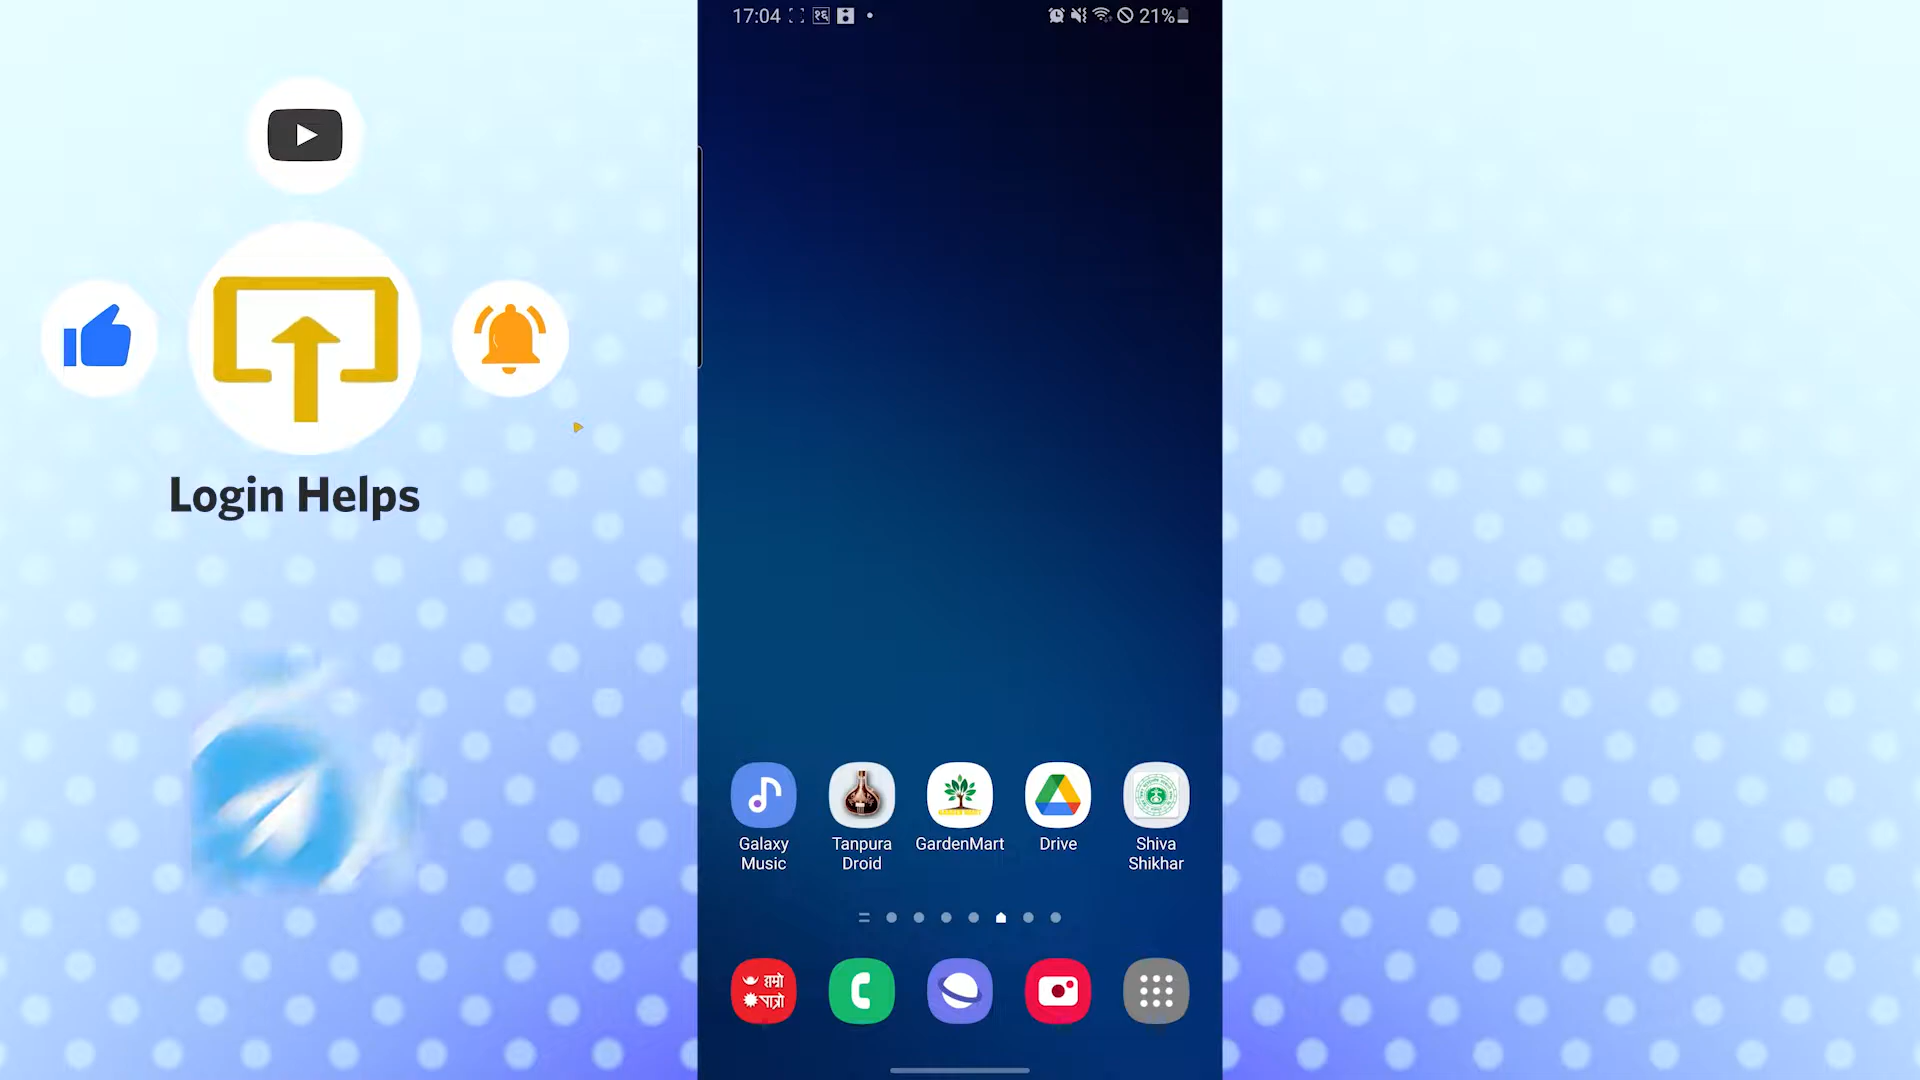 17:04
21%
Login Helps
Galaxy Music
Tanpura Droid
GardenMart
Drive
Shiva Shikhar
हाम्रो
पात्रो